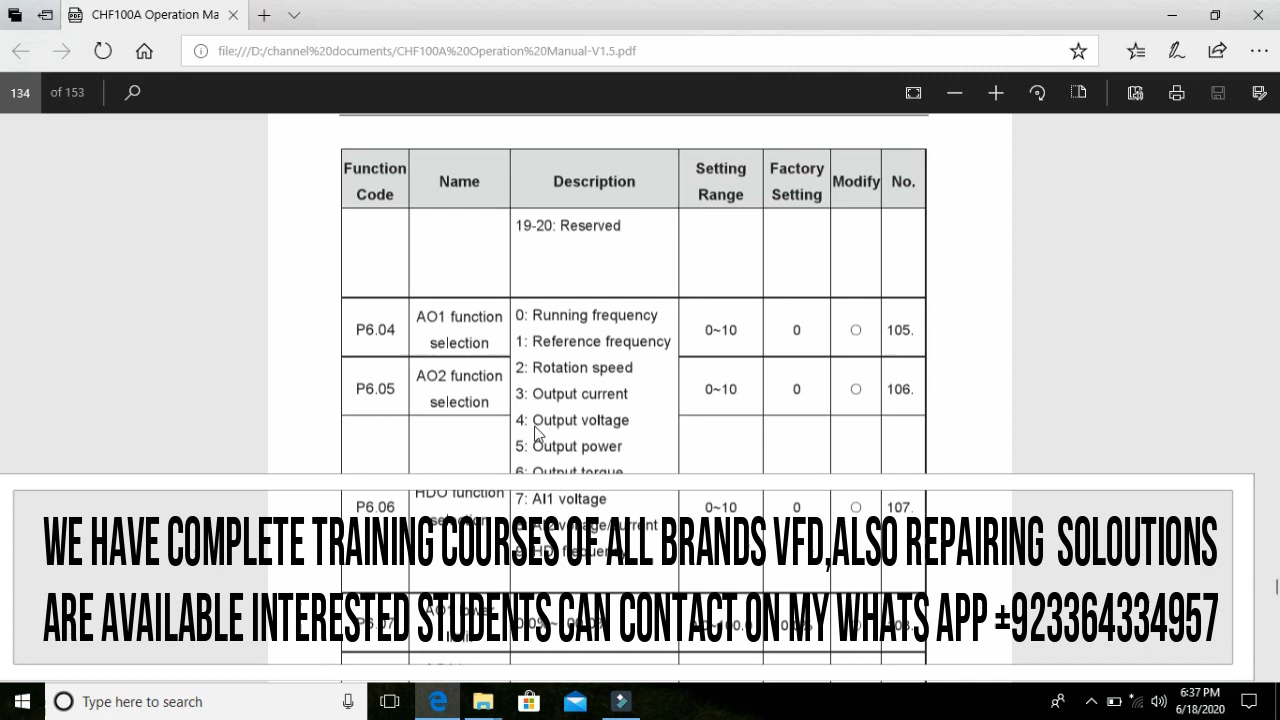 CHF100A Operation Ma
file:///D:/channel%20documents/CHF100A%20Operation%20Manual-V1.5.pdf
134 of 153
Function Code Name Description Setting Range Factory Setting Modify No.
19-20: Reserved
P6.04 AO1 function selection 0~10 0 ○ 105.
P6.05 AO2 function selection 0~10 0 ○ 106.
0: Running frequency
1: Reference frequency
2: Rotation speed
3: Output current
4: Output voltage
5: Output power
6: Output torque
7: AI1 voltage
P6.06 HDO function 0~10 0 ○ 107.
WE HAVE COMPLETE TRAINING COURSES OF ALL BRANDS VFD,ALSO REPAIRING SOLOUTIONS
ARE AVAILABLE INTERESTED STUDENTS CAN CONTACT ON MY WHATS APP ±923364334957
Type here to search
6:37 PM
6/18/2020